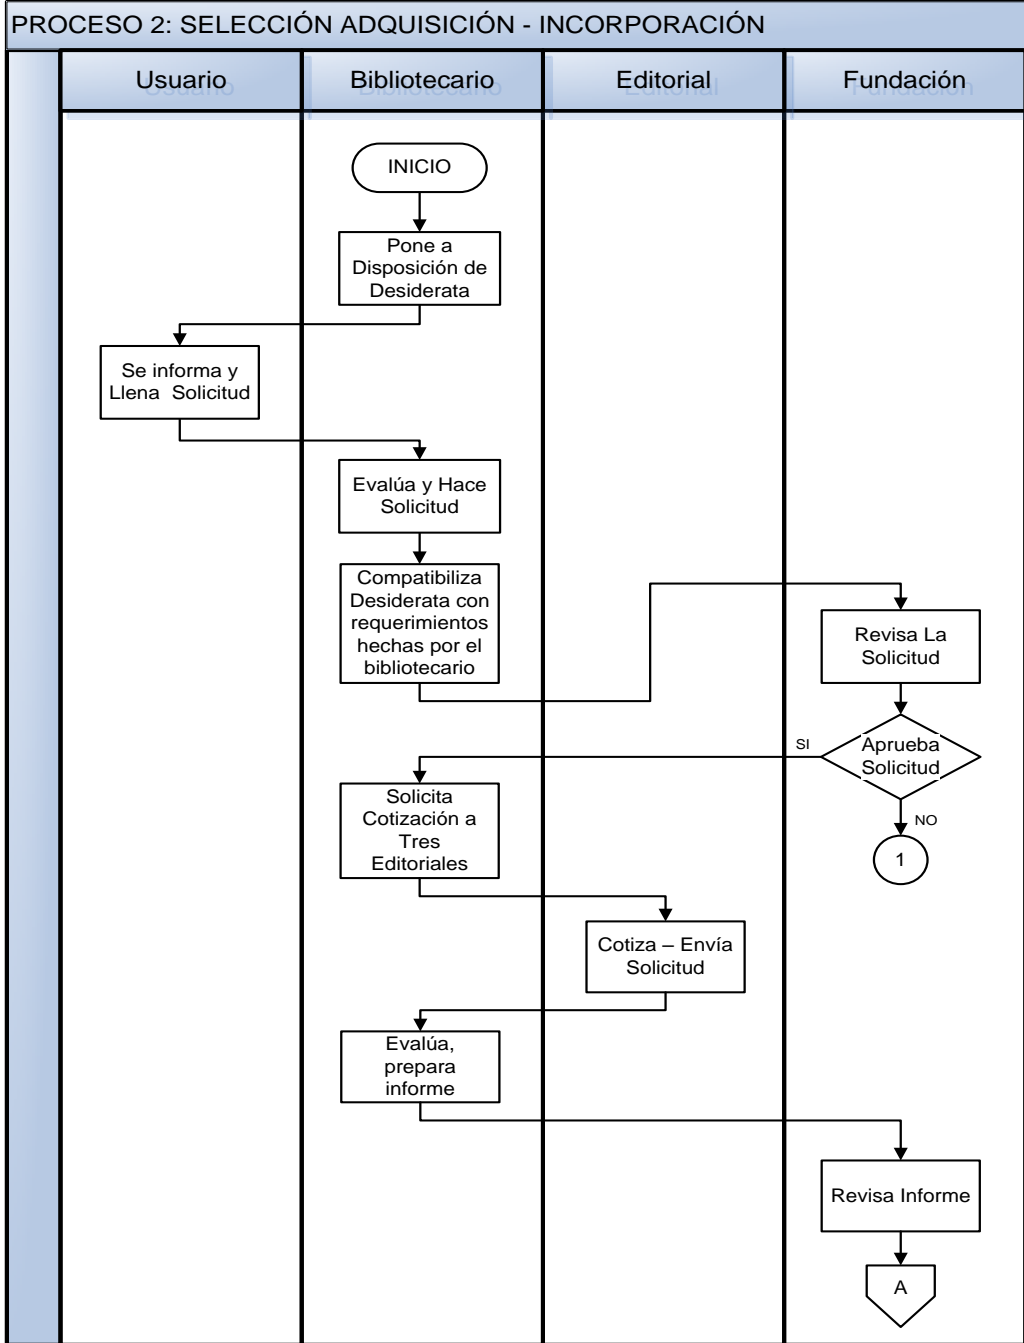 PROCESO 2: SELECCIÓN ADQUISICIÓN - INCORPORACIÓN
Usuario
Bibliotecario
Editorial
Fundación
INICIO
Pone a
Disposición de
Desiderata
Se informa y
Llena Solicitud
Evalúa y Hace
Solicitud
Compatibiliza
Desiderata con
requerimientos
hechas por el
bibliotecario
Revisa La
Solicitud
Aprueba
Solicitud
SI
NO
1
Solicita
Cotización a
Tres
Editoriales
Cotiza – Envía
Solicitud
Evalúa,
prepara
informe
Revisa Informe
A